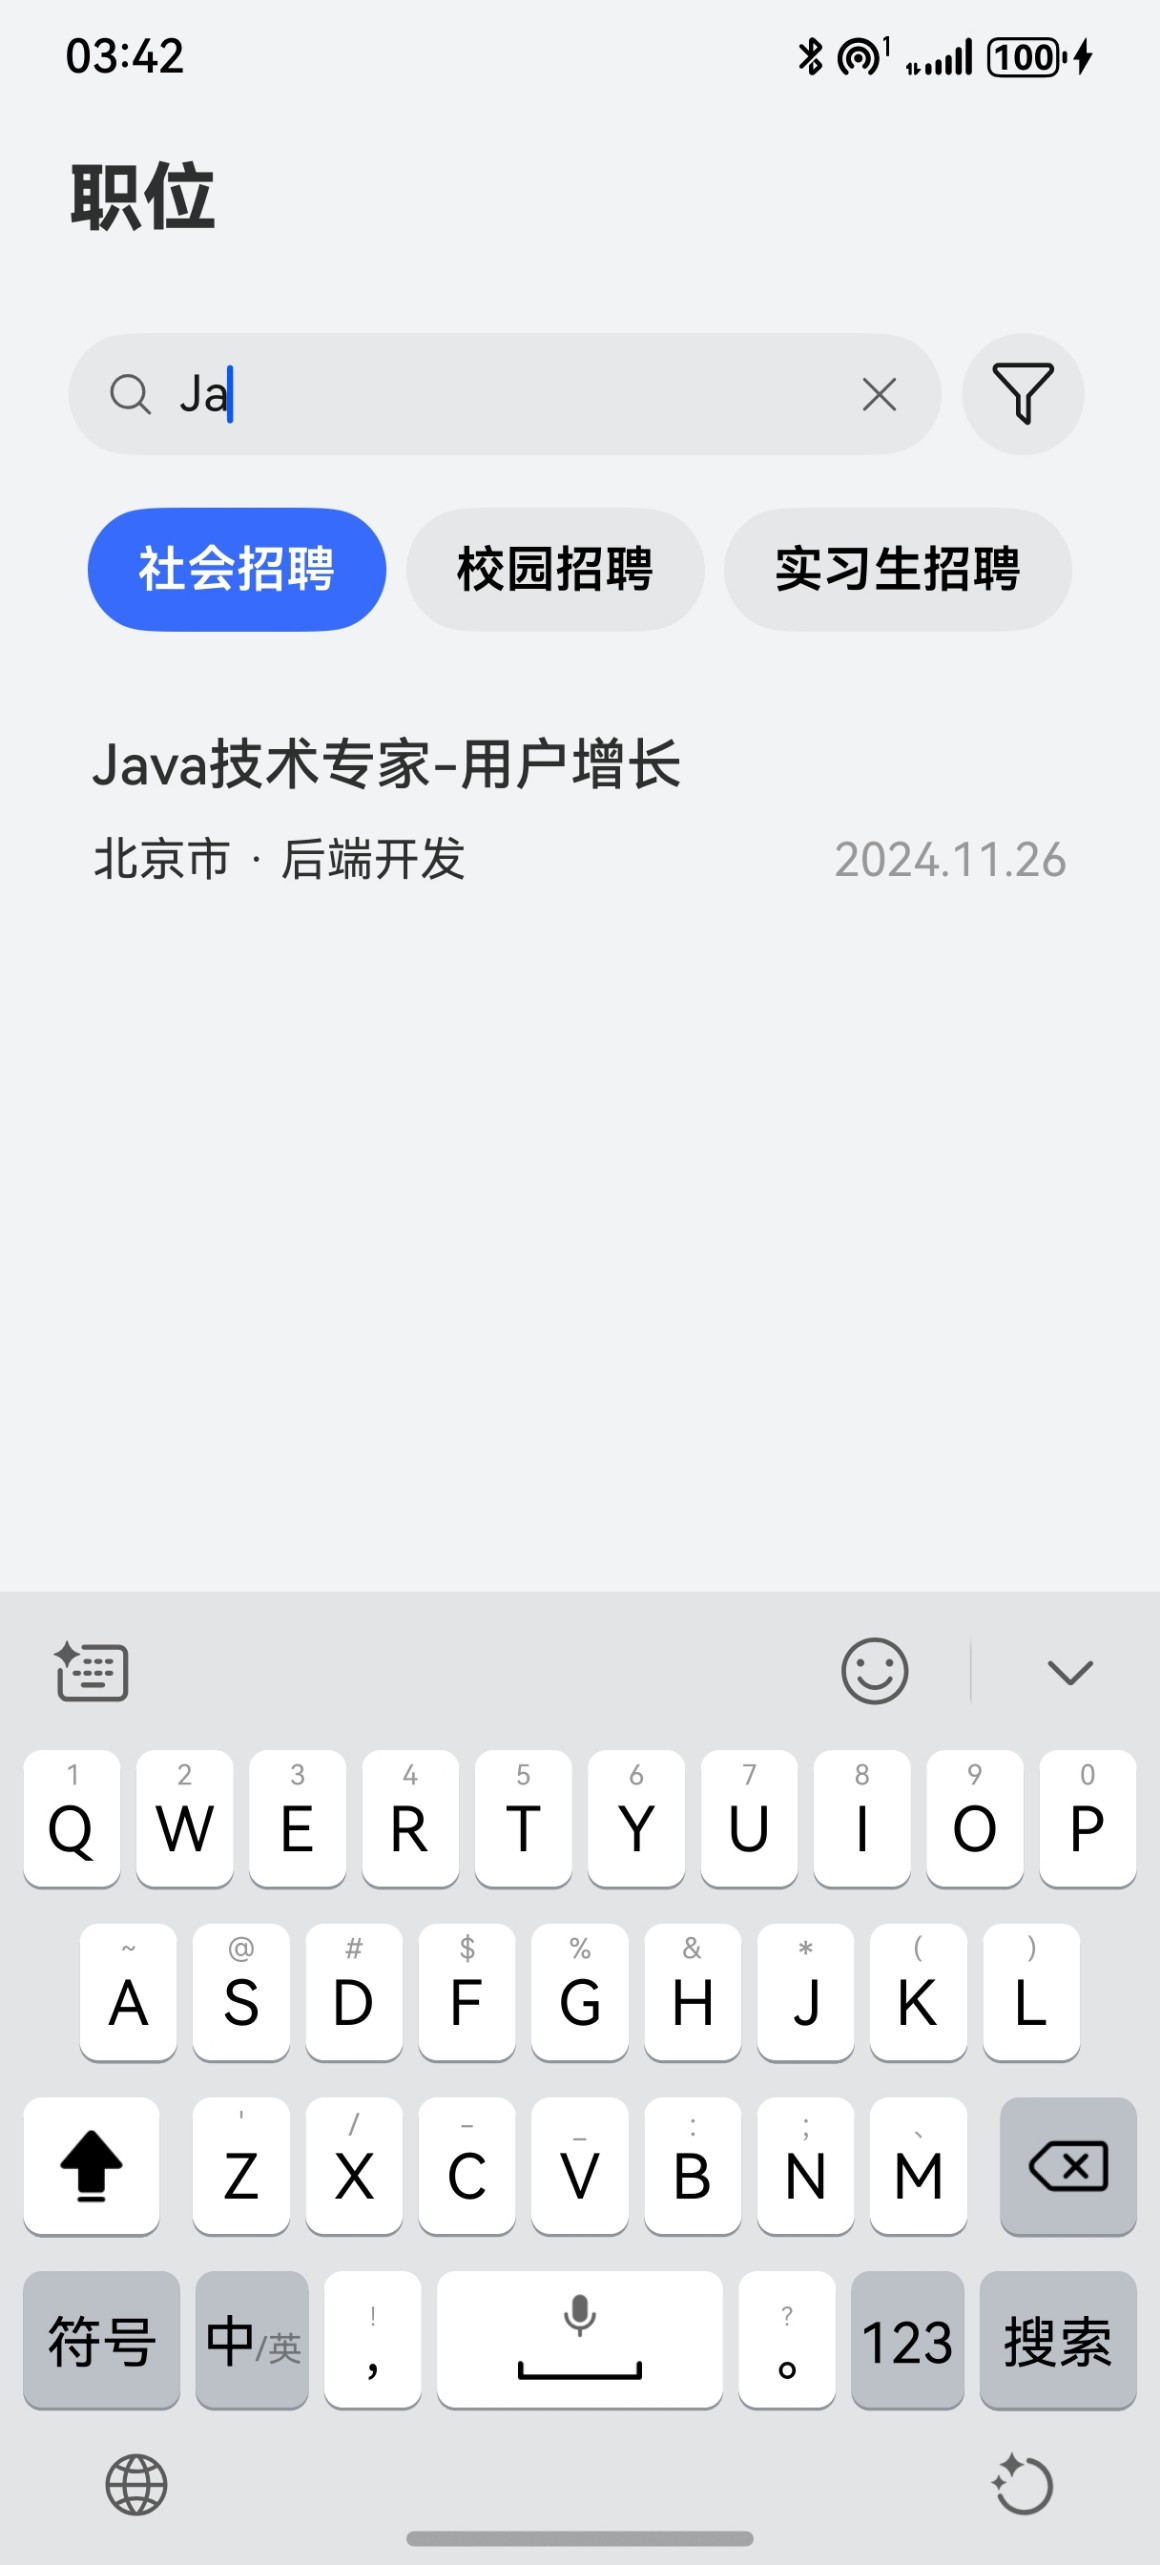 03:42
1
100
职位
Ja
社会招聘 校园招聘 实习生招聘
Java技术专家-用户增长
北京市 · 后端开发 2024.11.26
1 2 3 4 5 6 7 8 9 0
Q W E R T Y U I O P
~ @ # $ % & * ( )
A S D F G H J K L
' / - _ : ; 、
Z X C V B N M
! ?
符号 中/英 , 。 123 搜索